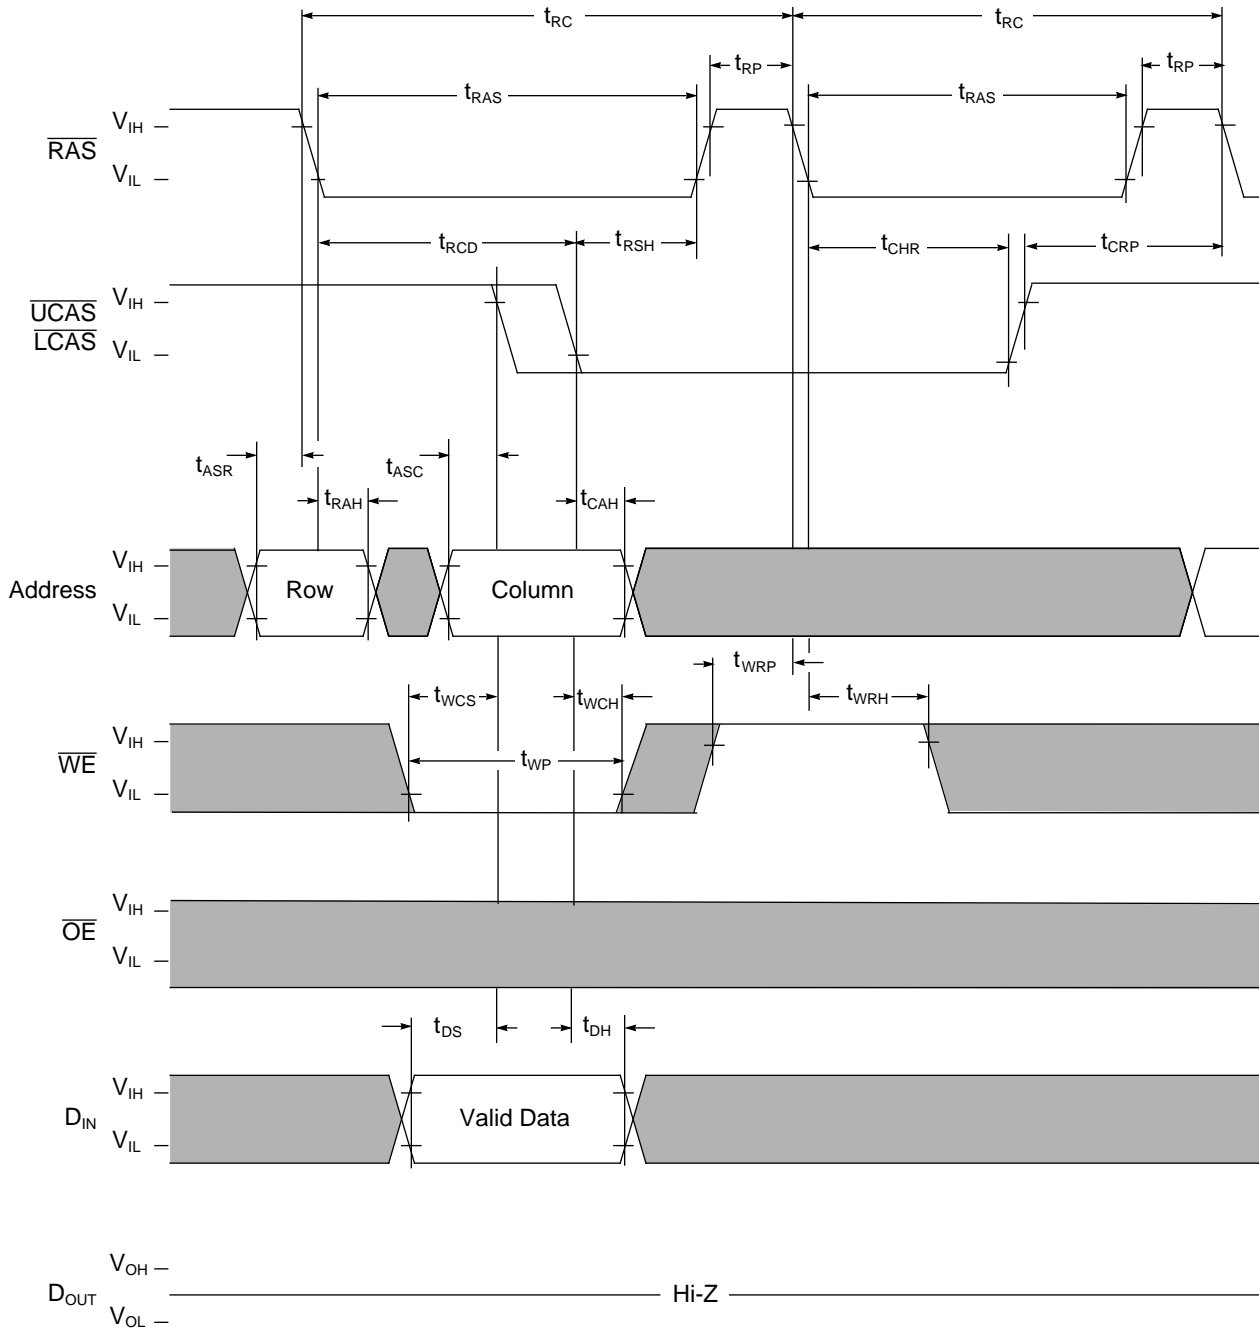 tRC tRC
tRP tRP
tRAS tRAS
VIH
RAS
VIL
tRCD tRSH tCHR tCRP
VIH
UCAS
LCAS
VIL
tASR tASC
tRAH tCAH
VIH
Address Row Column
VIL
tWRP
tWCS tWCH tWRH
VIH
WE tWP
VIL
VIH
OE
VIL
tDS tDH
VIH
DIN Valid Data
VIL
VOH
DOUT Hi-Z
VOL